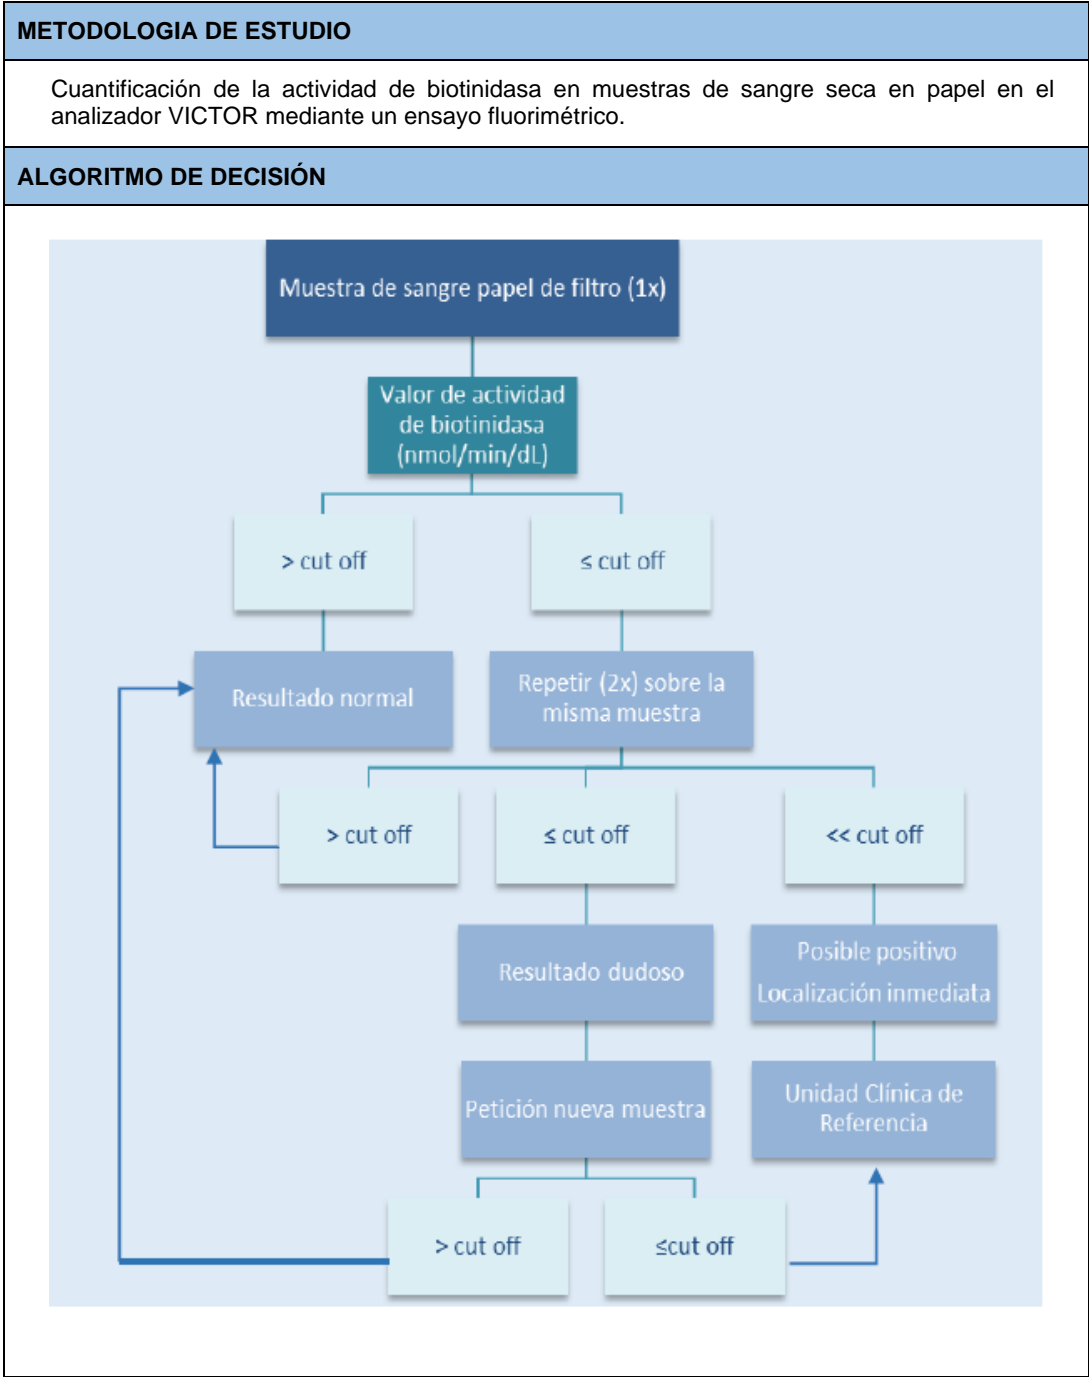 METODOLOGIA DE ESTUDIO
Cuantificación de la actividad de biotinidasa en muestras de sangre seca en papel en el
analizador VICTOR mediante un ensayo fluorimétrico.
ALGORITMO DE DECISIÓN
Muestra de sangre papel de filtro (1x)
Valor de actividad
de biotinidasa
(nmol/min/dL)
> cut off
≤ cut off
Resultado normal
Repetir (2x) sobre la
misma muestra
> cut off
≤ cut off
<< cut off
Resultado dudoso
Posible positivo
Localización inmediata
Petición nueva muestra
Unidad Clínica de
Referencia
> cut off
≤cut off